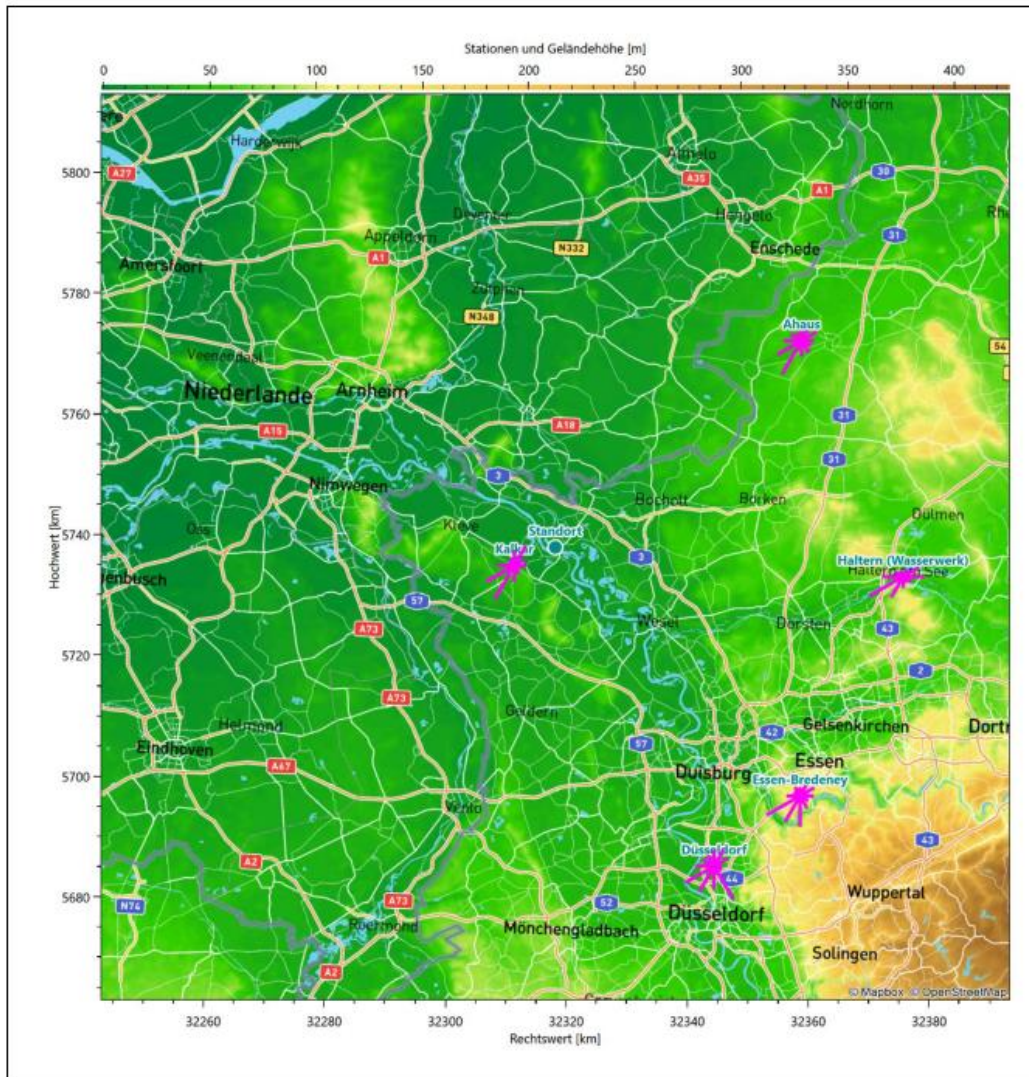 Stationen und Geländehöhe [m]
0 50 100 150 200 250 300 350 400
Nordhorn
Harderwijk
5800
A27
Almelo
A35
A1
30
Deventer
Hengelo
31
Appeldorn
N332
Enschede
A1
Amersfoort
5780
Zutphen
N348
Ahaus
54
Veenendaal
Niederlande
Arnheim
5760
A15
A18
31
31
3
Nimwegen
Bocholt
Borken
Dülmen
Oss
Kleve
Standort
5740
Kalkar
3
Haltern (Wasserwerk)
Haltern am See
enbusch
57
Hochwert [km]
A73
Wesel
Dorsten
43
5720
2
A73
Geldern
Helmond
Gelsenkirchen
Dortm
Eindhoven
57
42
A67
Duisburg
Essen
5700
Essen-Bredeney
Venlo
43
Düsseldorf
A2
44
5680
N74
A73
52
Wuppertal
Düsseldorf
Roermond
Mönchengladbach
Solingen
A2
© Mapbox © OpenStreetMap
32260 32280 32300 32320 32340 32360 32380
Rechtswert [km]